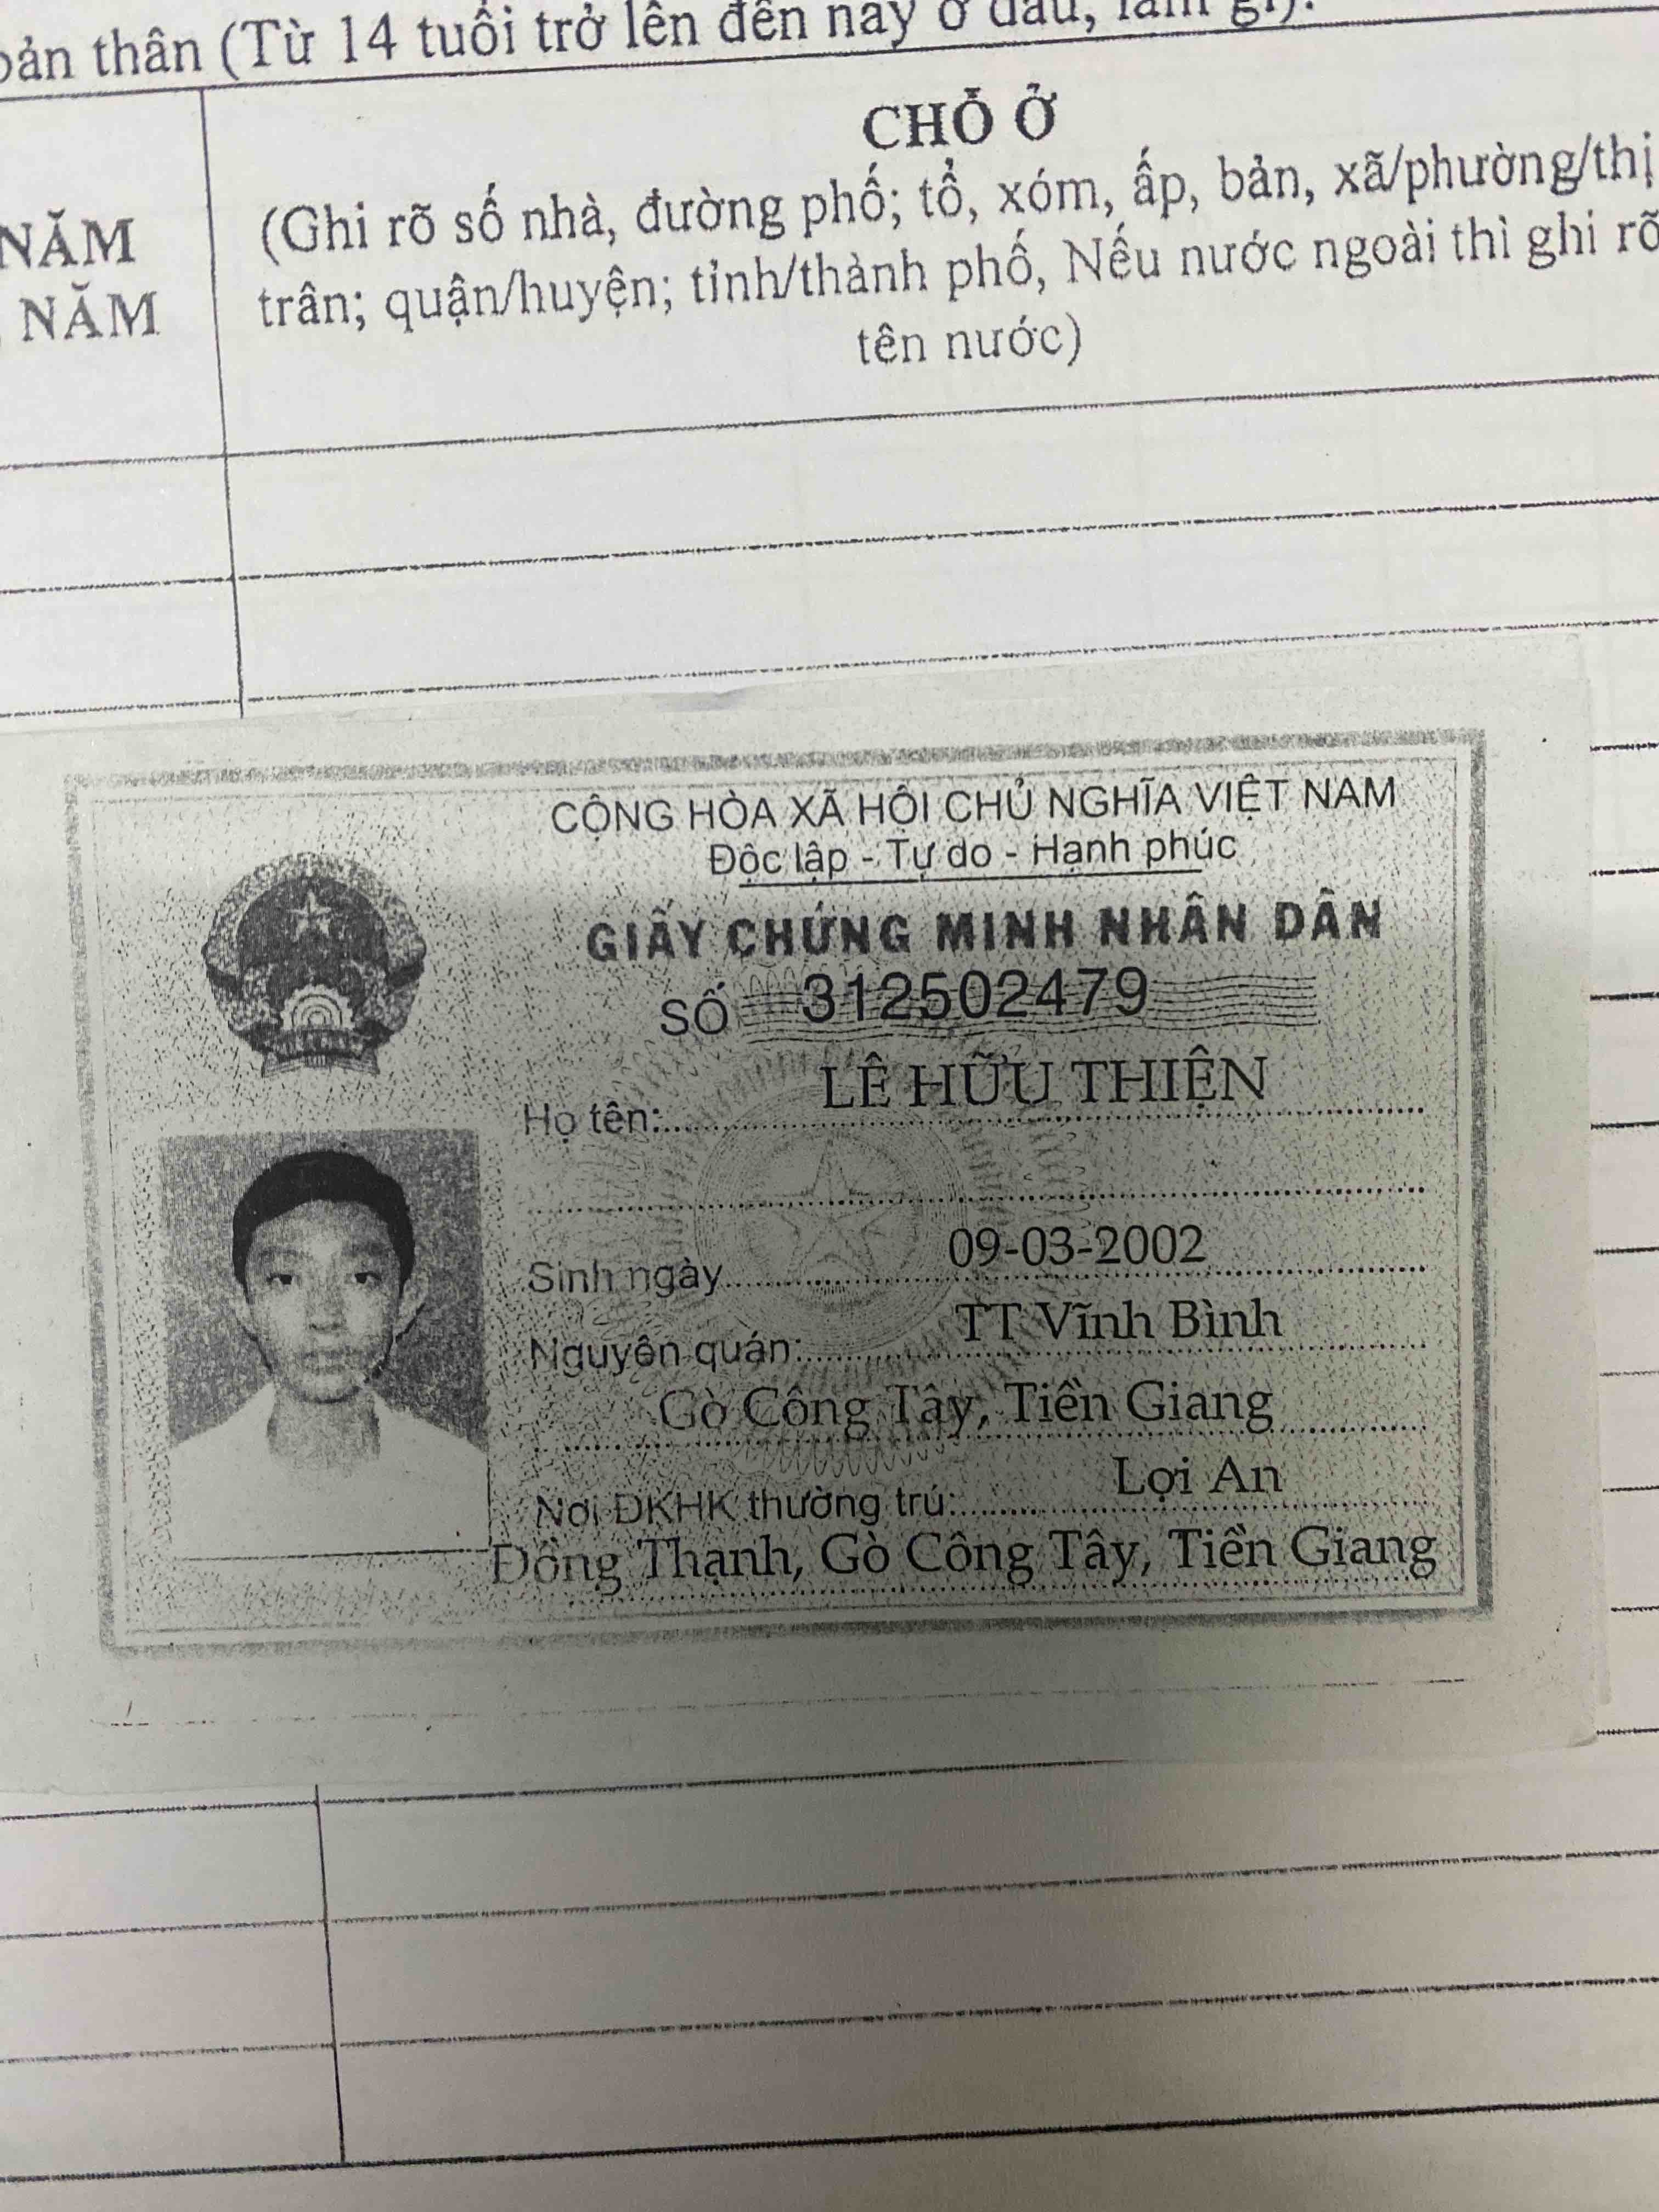 bản thân (Từ 14 tuổi trở lên đến nay ở đâu, làm gì):
NĂM
NĂM
CHỖ Ở
(Ghi rõ số nhà, đường phố; tổ, xóm, ấp, bản, xã/phường/thị
trân; quận/huyện; tỉnh/thành phố, Nếu nước ngoài thì ghi rõ
tên nước)
CỘNG HÒA XÃ HỘI CHỦ NGHĨA VIỆT NAM
Độc lập - Tự do - Hạnh phúc
GIẤY CHỨNG MINH NHÂN DÂN
SỐ 312502479
Họ tên: LÊ HỮU THIỆN
Sinh ngày 09-03-2002
Nguyên quán: TT Vĩnh Bình
Gò Công Tây, Tiền Giang
Nơi ĐKHK thường trú: Lợi An
Đồng Thạnh, Gò Công Tây, Tiền Giang